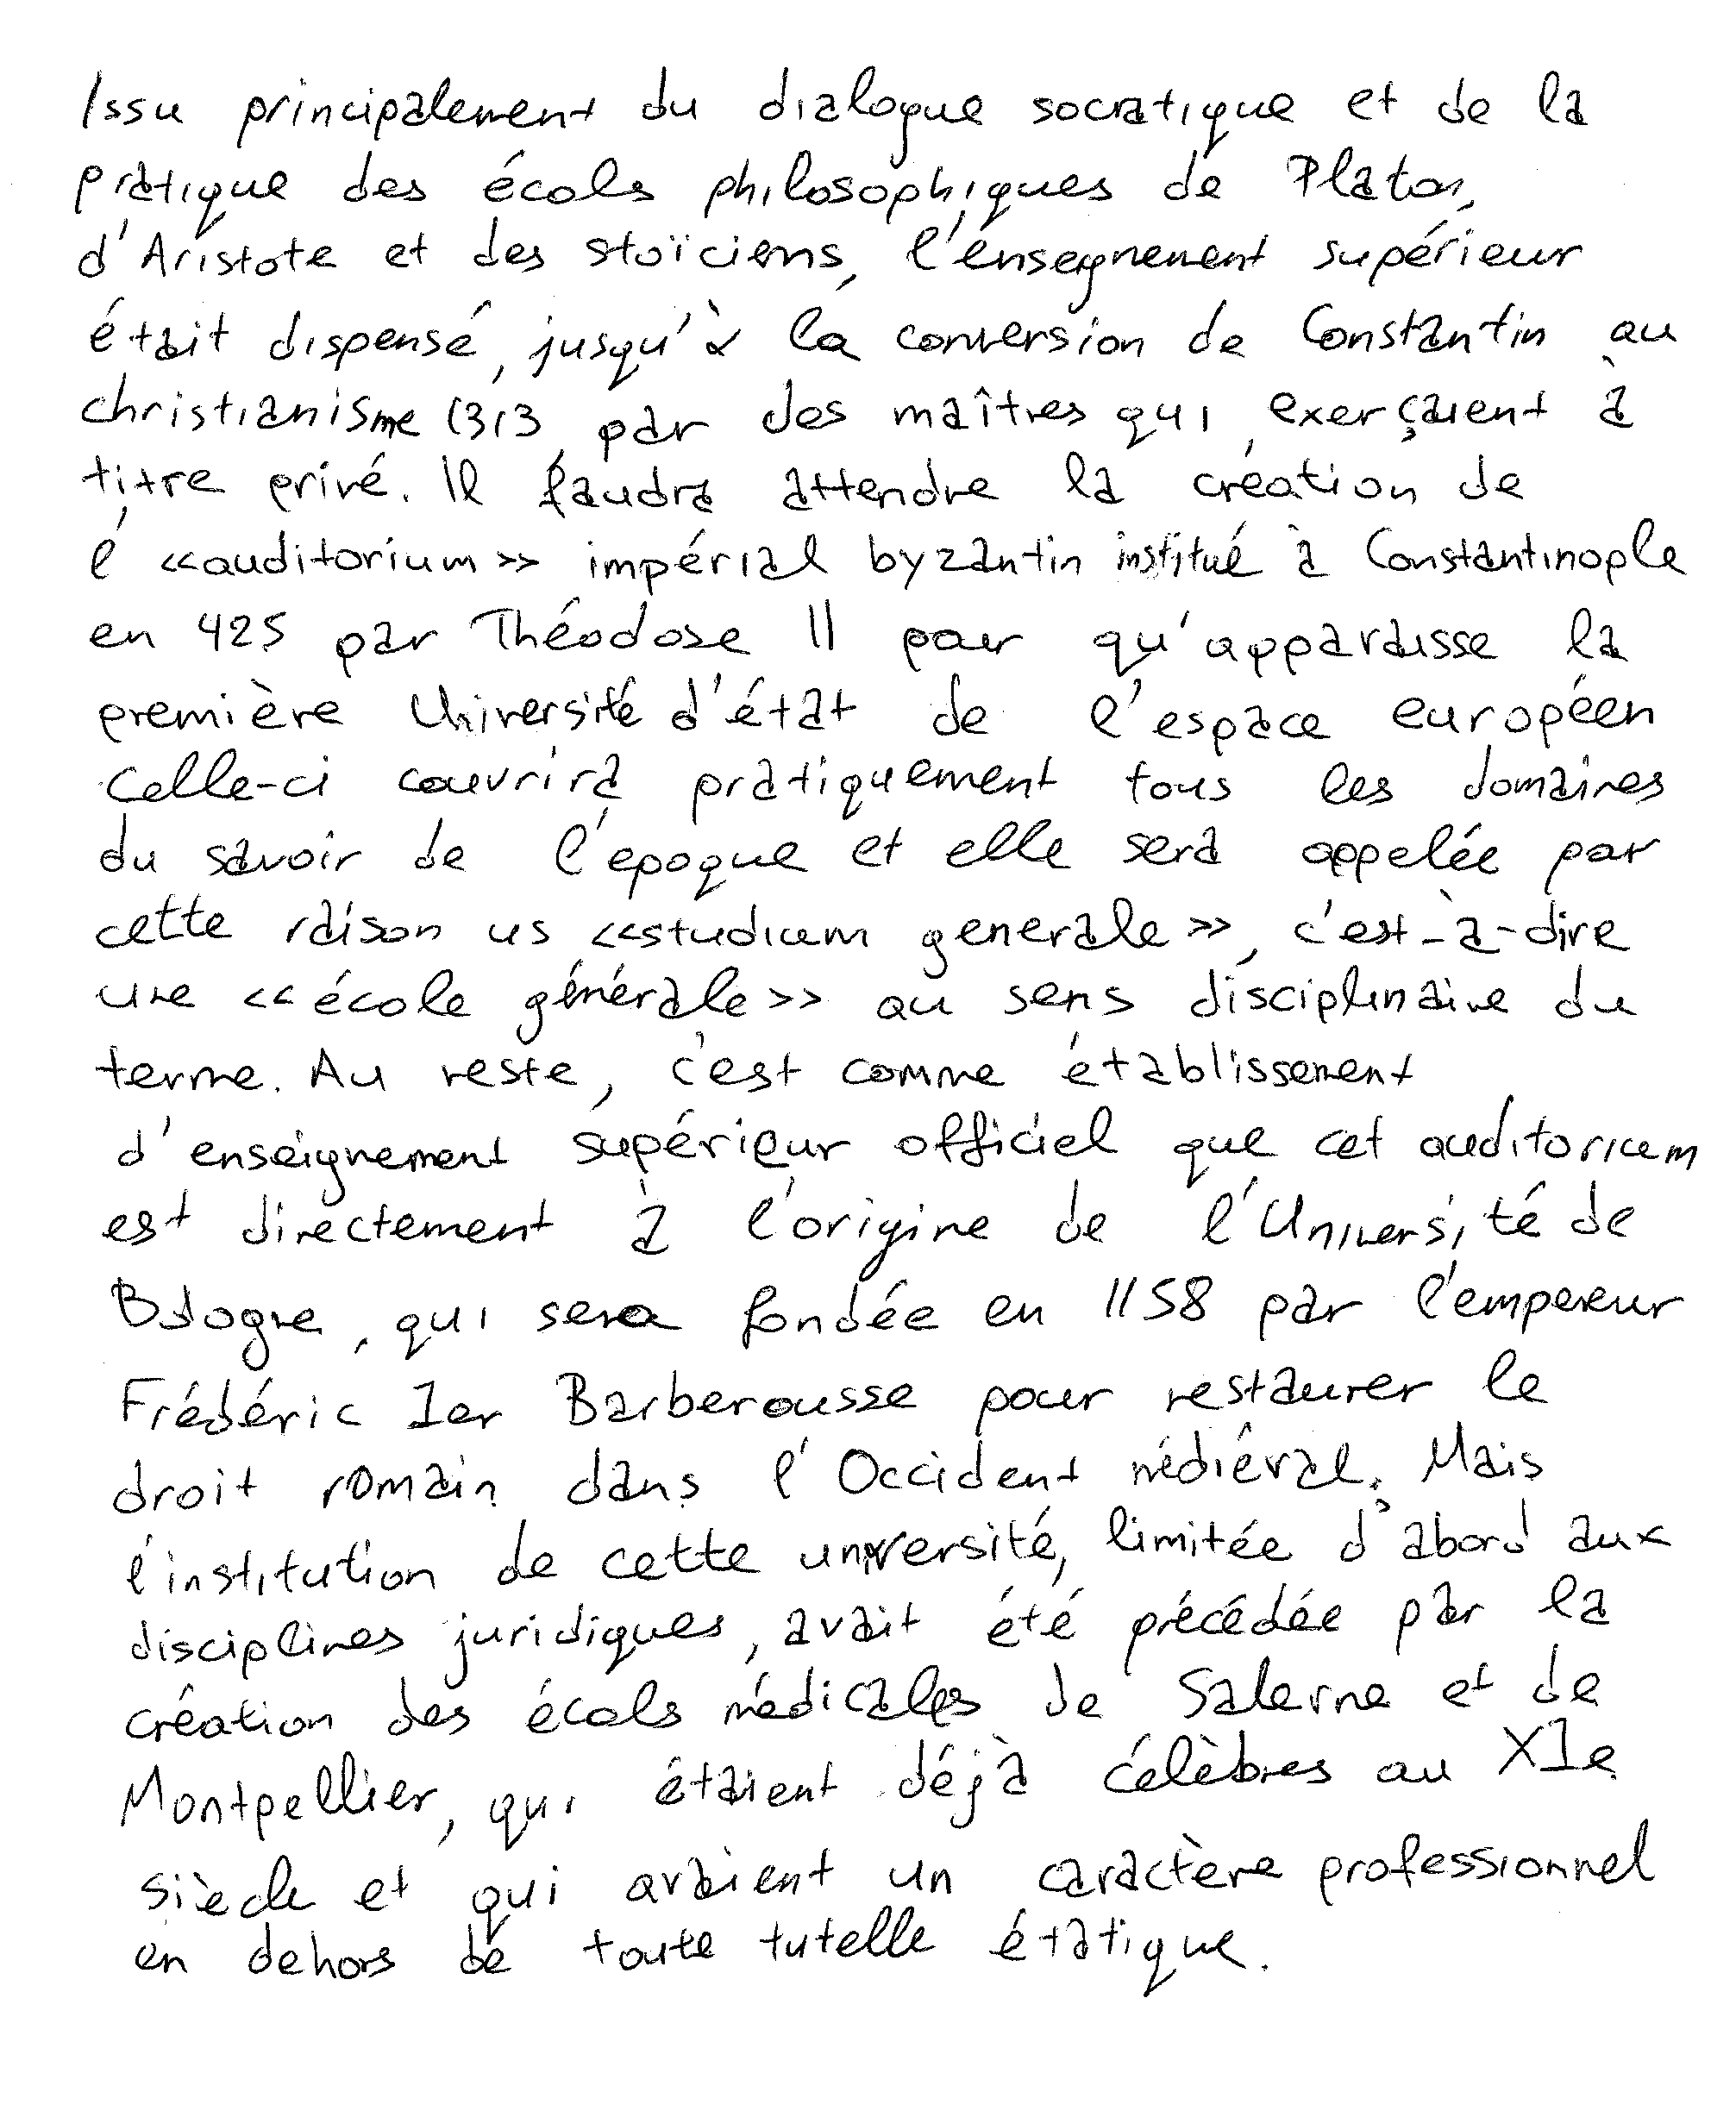 Issu principalement du dialogue socratique et de la
pratique des écols philosophiques de Platon,
d'Aristote et des stoïciens, l'enseignement supérieur
était dispensé, jusqu'à la conversion de Constantin au
christianisme (313, par des maîtres qui exerçaient à
titre privé. Il faudra attendre la création de
l' «auditorium» impérial byzantin institué à Constantinople
en 425 par Théodose II pour qu'apparaisse la
première Université d'état de l'espace européen
Celle-ci couvrira pratiquement tous les domaines
du savoir de l'époque et elle sera appelée par
cette raison us «studium generale», c'est-à-dire
une «école générale» au sens disciplinaire du
terme. Au reste, c'est comme établissement
d'enseignement supérieur officiel que cet auditorium
est directement à l'origine de l'Université de
Bologne, qui sera fondée en 1158 par l'empereur
Frédéric Ier Barberousse pour restaurer le
droit romain dans l'Occident médiéval. Mais
l'institution de cette université, limitée d'abord aux
disciplines juridiques, avait été précédée par la
création des écols médicales de Salerne et de
Montpellier, qui étaient déjà célèbres au XIe
siècle et qui avaient un caractère professionnel
en dehors de toute tutelle étatique.